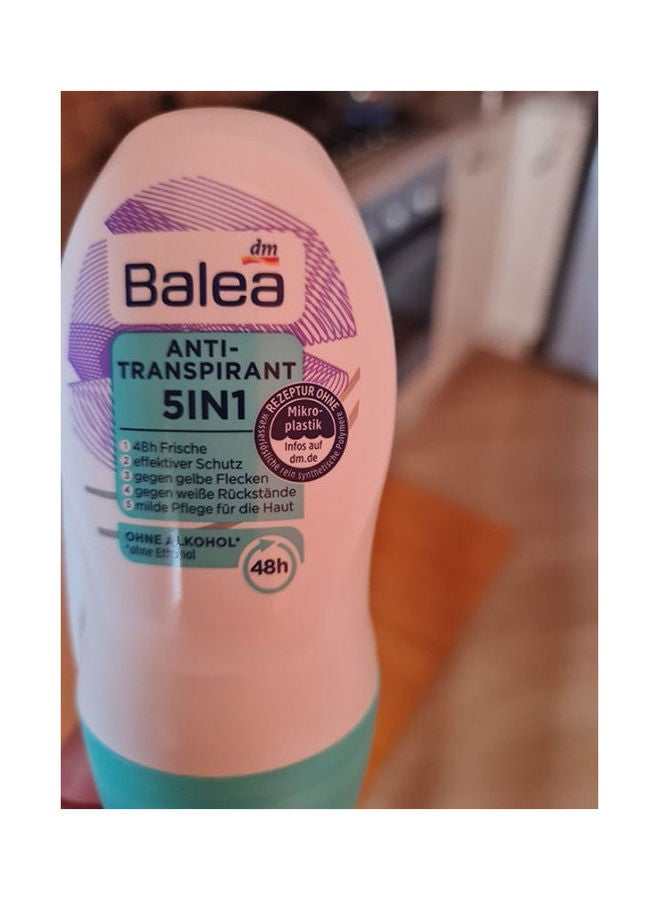 dm
Balea
ANTI-
TRANSPIRANT
5IN1
1 48h Frische
2 effektiver Schutz
3 gegen gelbe Flecken
4 gegen weiße Rückstände
5 milde Pflege für die Haut
OHNE ALKOHOL*
*ohne Ethanol
48h
REZEPTUR OHNE
Mikro-
plastik
Infos auf
dm.de
wasserlösliche rein synthetische Polymere